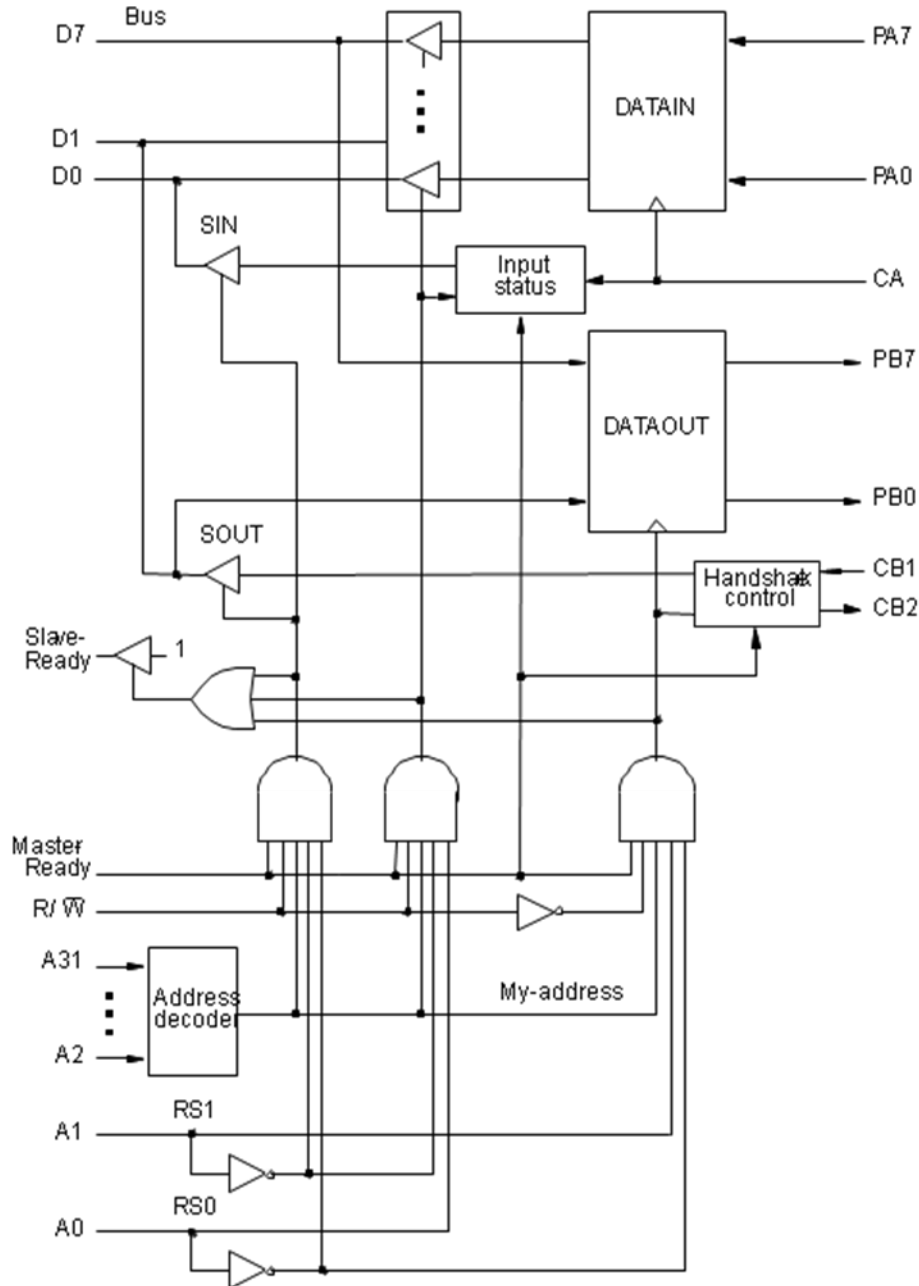 Bus
D7
PA7
DATAIN
D1
D0
PA0
SIN
Input
status
CA
PB7
DATAOUT
PB0
SOUT
Handshak
control
CB1
CB2
Slave-
Ready
1
Master
Ready
R/W̅
A31
Address
decoder
My-address
A2
RS1
A1
RS0
A0